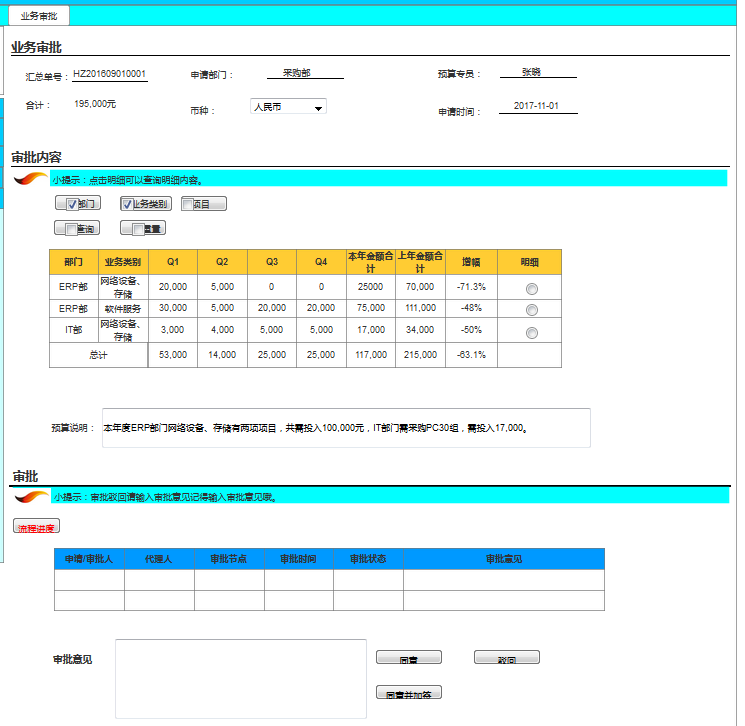 业务审批
业务审批
汇总单号： HZ201609010001 申请部门： 采购部 预算专员： 张晓
合计： 195,000元 币种： 人民币 申请时间： 2017-11-01
审批内容
小提示：点击明细可以查询明细内容。
部门 业务类别 项目
查询 重置
部门 业务类别 Q1 Q2 Q3 Q4 本年金额合计 上年金额合计 增幅 明细
ERP部 网络设备、存储 20,000 5,000 0 0 25000 70,000 -71.3%
ERP部 软件服务 30,000 5,000 20,000 20,000 75,000 111,000 -48%
IT部 网络设备、存储 3,000 4,000 5,000 5,000 17,000 34,000 -50%
总计 53,000 14,000 25,000 25,000 117,000 215,000 -63.1%
预算说明： 本年度ERP部门网络设备、存储有两项项目，共需投入100,000元，IT部门需采购PC30组，需投入17,000。
审批
小提示：审批驳回请输入审批意见记得输入审批意见哦。
流程进度
申请/审批人 代理人 审批节点 审批时间 审批状态 审批意见
审批意见 同意 驳回
同意并加签